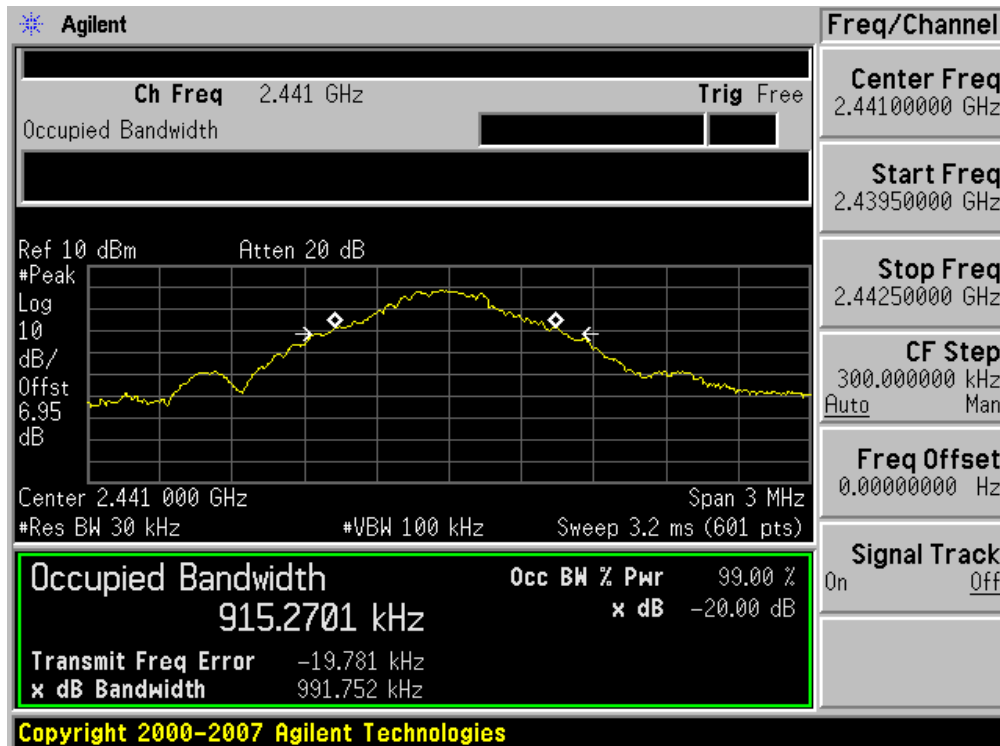 Agilent
Freq/Channel
Ch Freq 2.441 GHz Trig Free
Occupied Bandwidth
Center Freq
2.44100000 GHz
Start Freq
2.43950000 GHz
Stop Freq
2.44250000 GHz
CF Step
300.000000 kHz
Auto Man
Freq Offset
0.00000000 Hz
Signal Track
On Off
Ref 10 dBm Atten 20 dB
#Peak
Log
10
dB/
Offst
6.95
dB
Center 2.441 000 GHz Span 3 MHz
#Res BW 30 kHz #VBW 100 kHz Sweep 3.2 ms (601 pts)
Occupied Bandwidth Occ BW % Pwr 99.00 %
915.2701 kHz x dB -20.00 dB
Transmit Freq Error -19.781 kHz
x dB Bandwidth 991.752 kHz
Copyright 2000-2007 Agilent Technologies